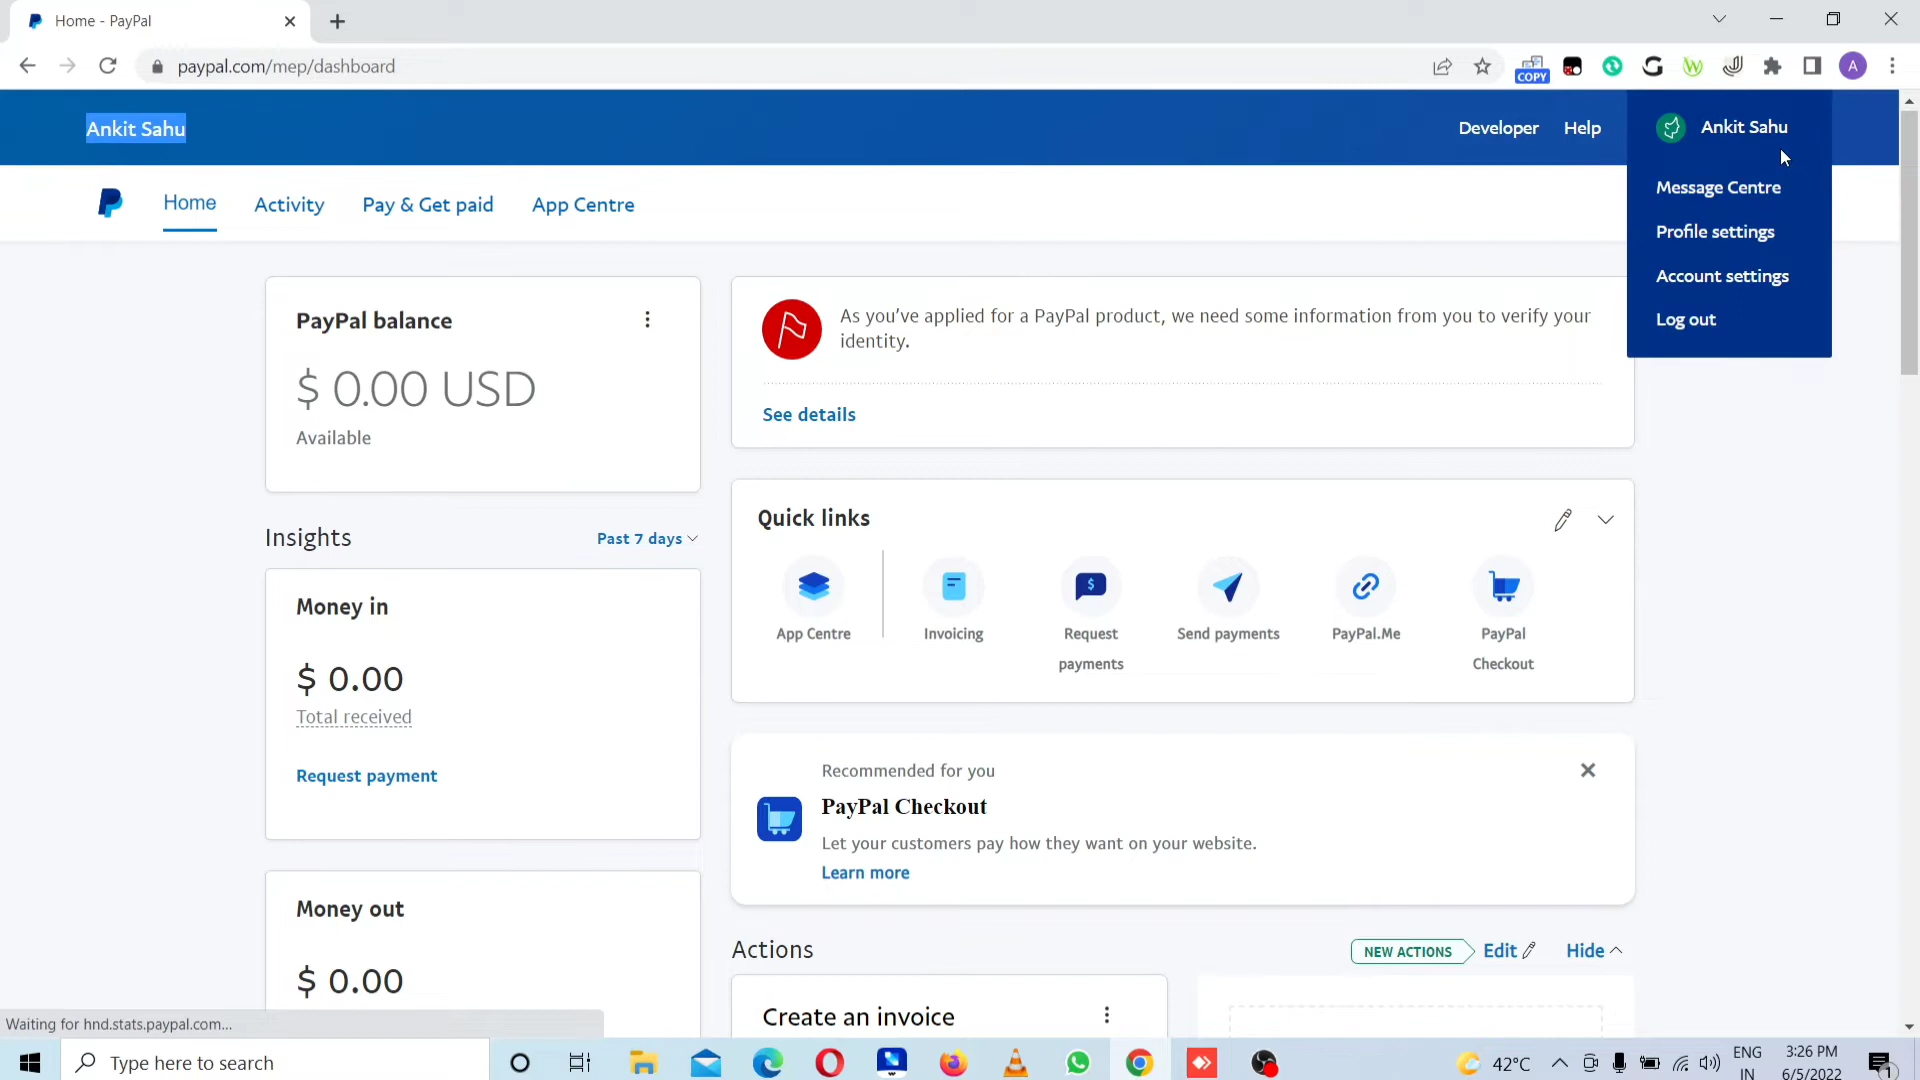 Home - PayPal
paypal.com/mep/dashboard
COPY
A
Ankit Sahu
Developer
Help
Ankit Sahu
Message Centre
Profile settings
Account settings
Log out
Home
Activity
Pay & Get paid
App Centre
PayPal balance
$ 0.00 USD
Available
As you've applied for a PayPal product, we need some information from you to verify your
identity.
See details
Insights
Past 7 days
Money in
$ 0.00
Total received
Request payment
Money out
$ 0.00
Quick links
App Centre
Invoicing
Request
payments
Send payments
PayPal.Me
PayPal
Checkout
Recommended for you
PayPal Checkout
Let your customers pay how they want on your website.
Learn more
Actions
NEW ACTIONS
Edit
Hide
Create an invoice
Waiting for hnd.stats.paypal.com...
Type here to search
42°C
ENG
IN
3:26 PM
6/5/2022
1